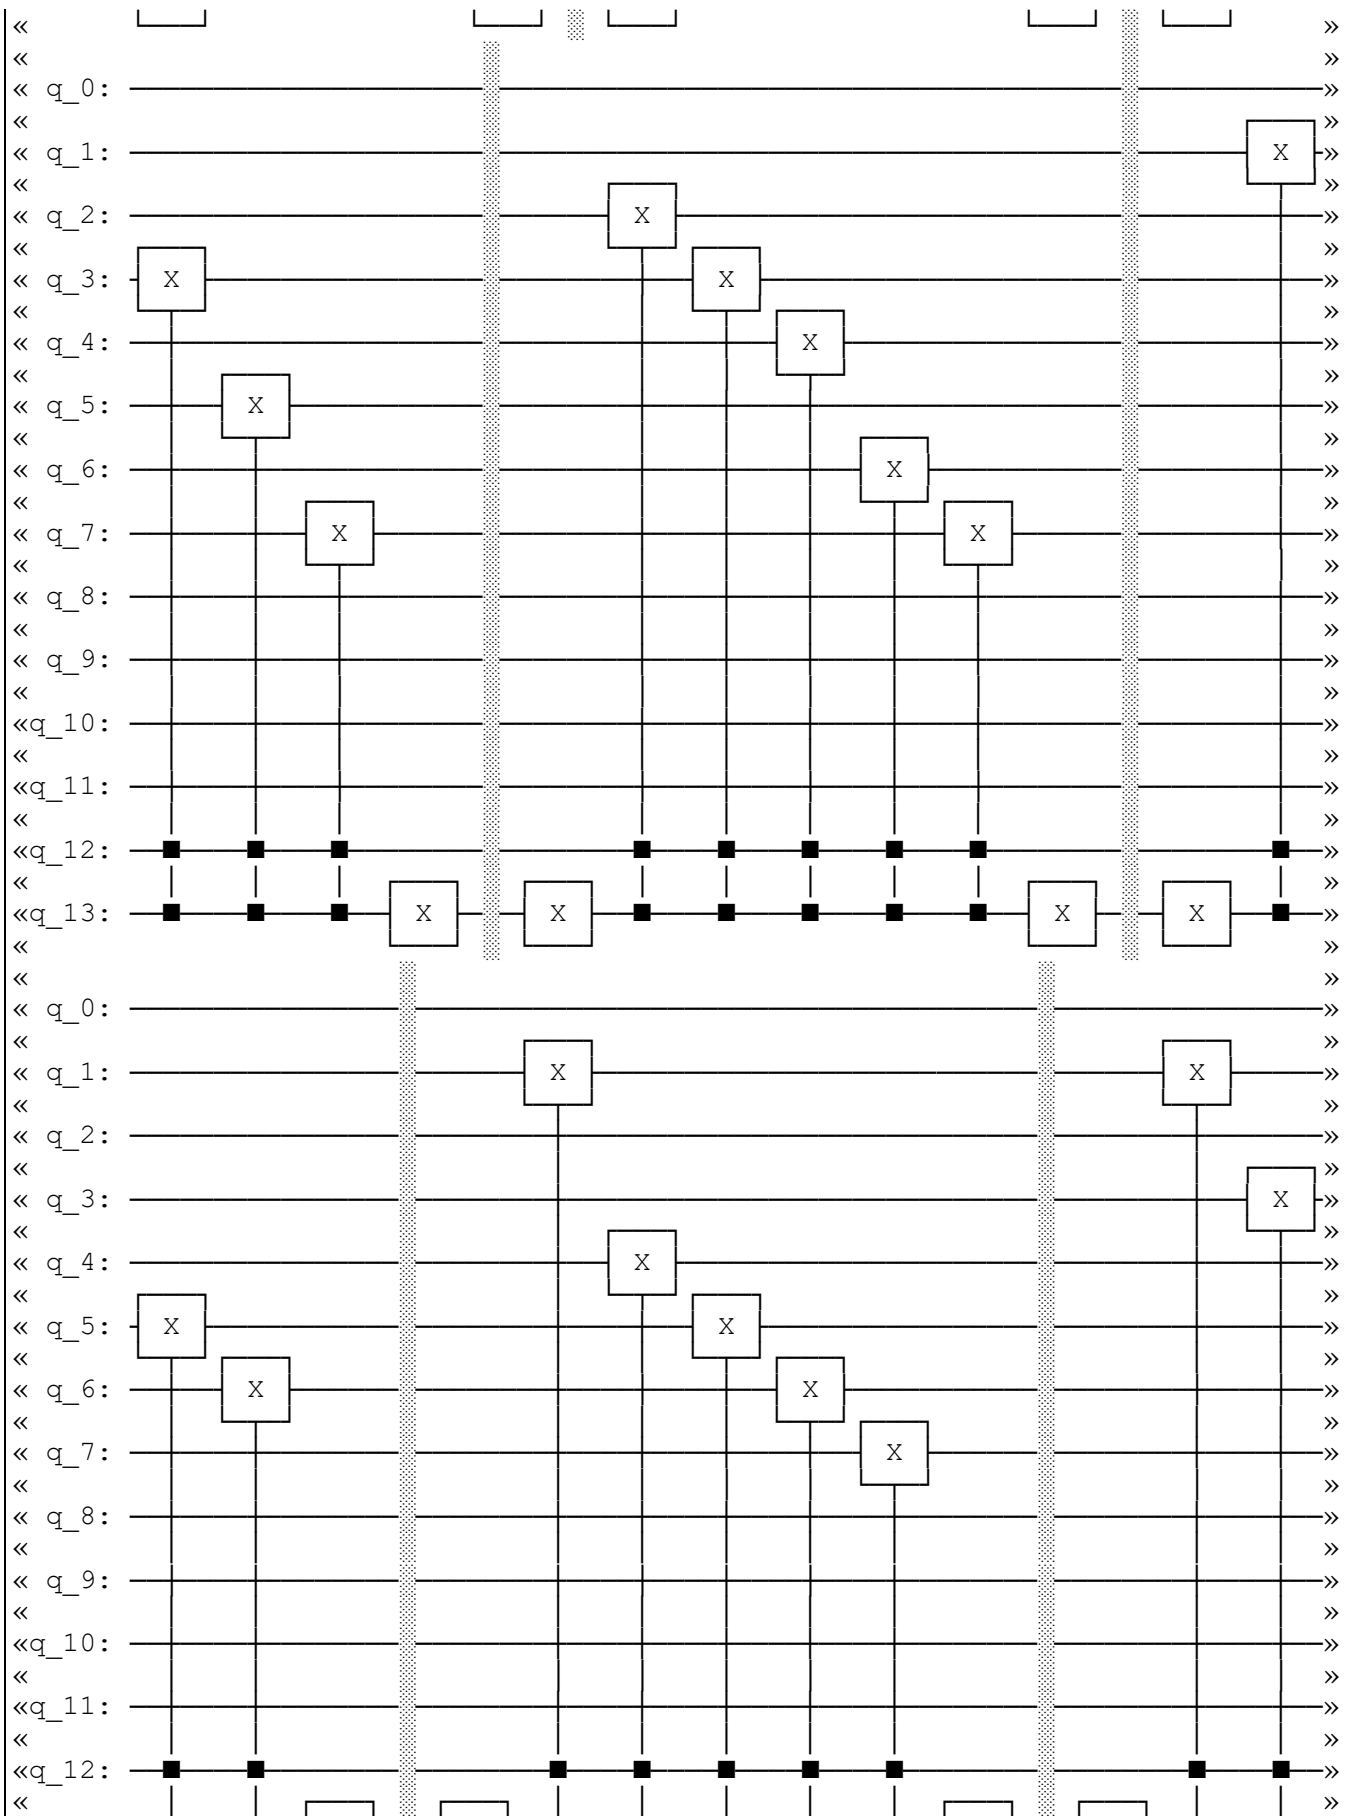 « »
« »
« q_0: »
« »
« q_1: X »
« »
« q_2: X »
« »
« q_3: X X »
« »
« q_4: X »
« »
« q_5: X »
« »
« q_6: X »
« »
« q_7: X X »
« »
« q_8: »
« »
« q_9: »
« »
«q_10: »
« »
«q_11: »
« »
«q_12: »
« »
«q_13: X X X X »
« »
« »
« q_0: »
« »
« q_1: X X »
« »
« q_2: »
« »
« q_3: X »
« »
« q_4: X »
« »
« q_5: X X »
« »
« q_6: X X »
« »
« q_7: X »
« »
« q_8: »
« »
« q_9: »
« »
«q_10: »
« »
«q_11: »
« »
«q_12: »
« »